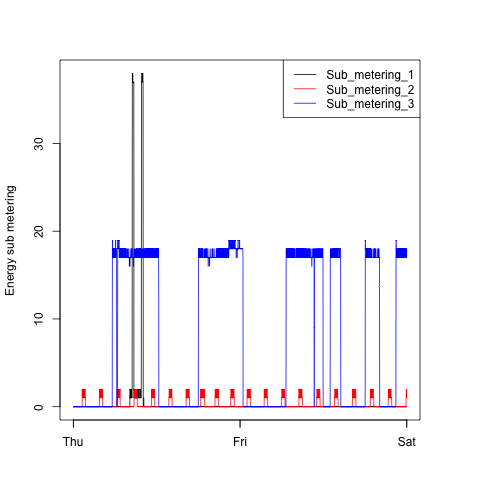 Sub_metering_1
Sub_metering_2
Sub_metering_3
Energy sub metering
30
20
10
0
Thu Fri Sat